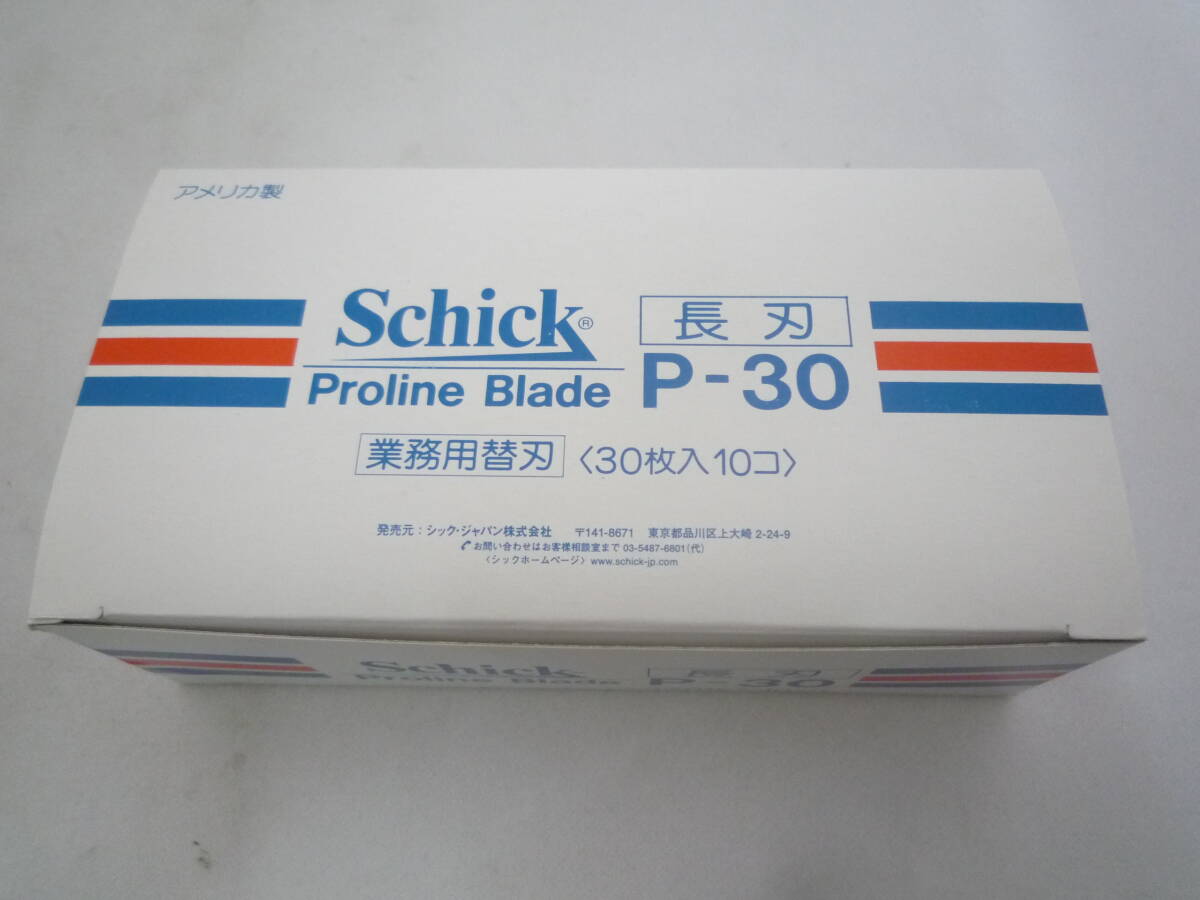 アメリカ製
Schick®
長刃
Proline Blade P-30
業務用替刃 〈30枚入10コ〉
発売元：シック・ジャパン株式会社 〒141-8671 東京都品川区上大崎 2-24-9
お問い合わせはお客様相談室まで 03-5487-6801(代)
〈シックホームページ〉www.schick-jp.com
Schick
長刃
Proline Blade P-30